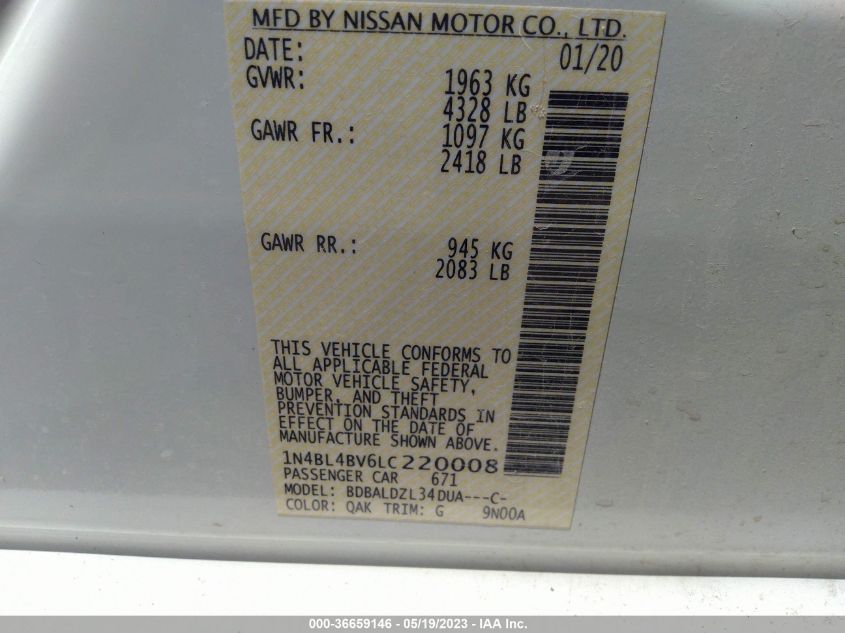 MFD BY NISSAN MOTOR CO., LTD.
DATE: 01/20
GVWR: 1963 KG
4328 LB
GAWR FR.: 1097 KG
2418 LB
GAWR RR.: 945 KG
2083 LB
THIS VEHICLE CONFORMS TO
ALL APPLICABLE FEDERAL
MOTOR VEHICLE SAFETY,
BUMPER, AND THEFT
PREVENTION STANDARDS IN
EFFECT ON THE DATE OF
MANUFACTURE SHOWN ABOVE.
1N4BL4BV6LC220008
PASSENGER CAR 671
MODEL: BDBALDZL34DUA---C-
COLOR: QAK TRIM: G 9N00A
000-36659146 - 05/19/2023 - IAA Inc.